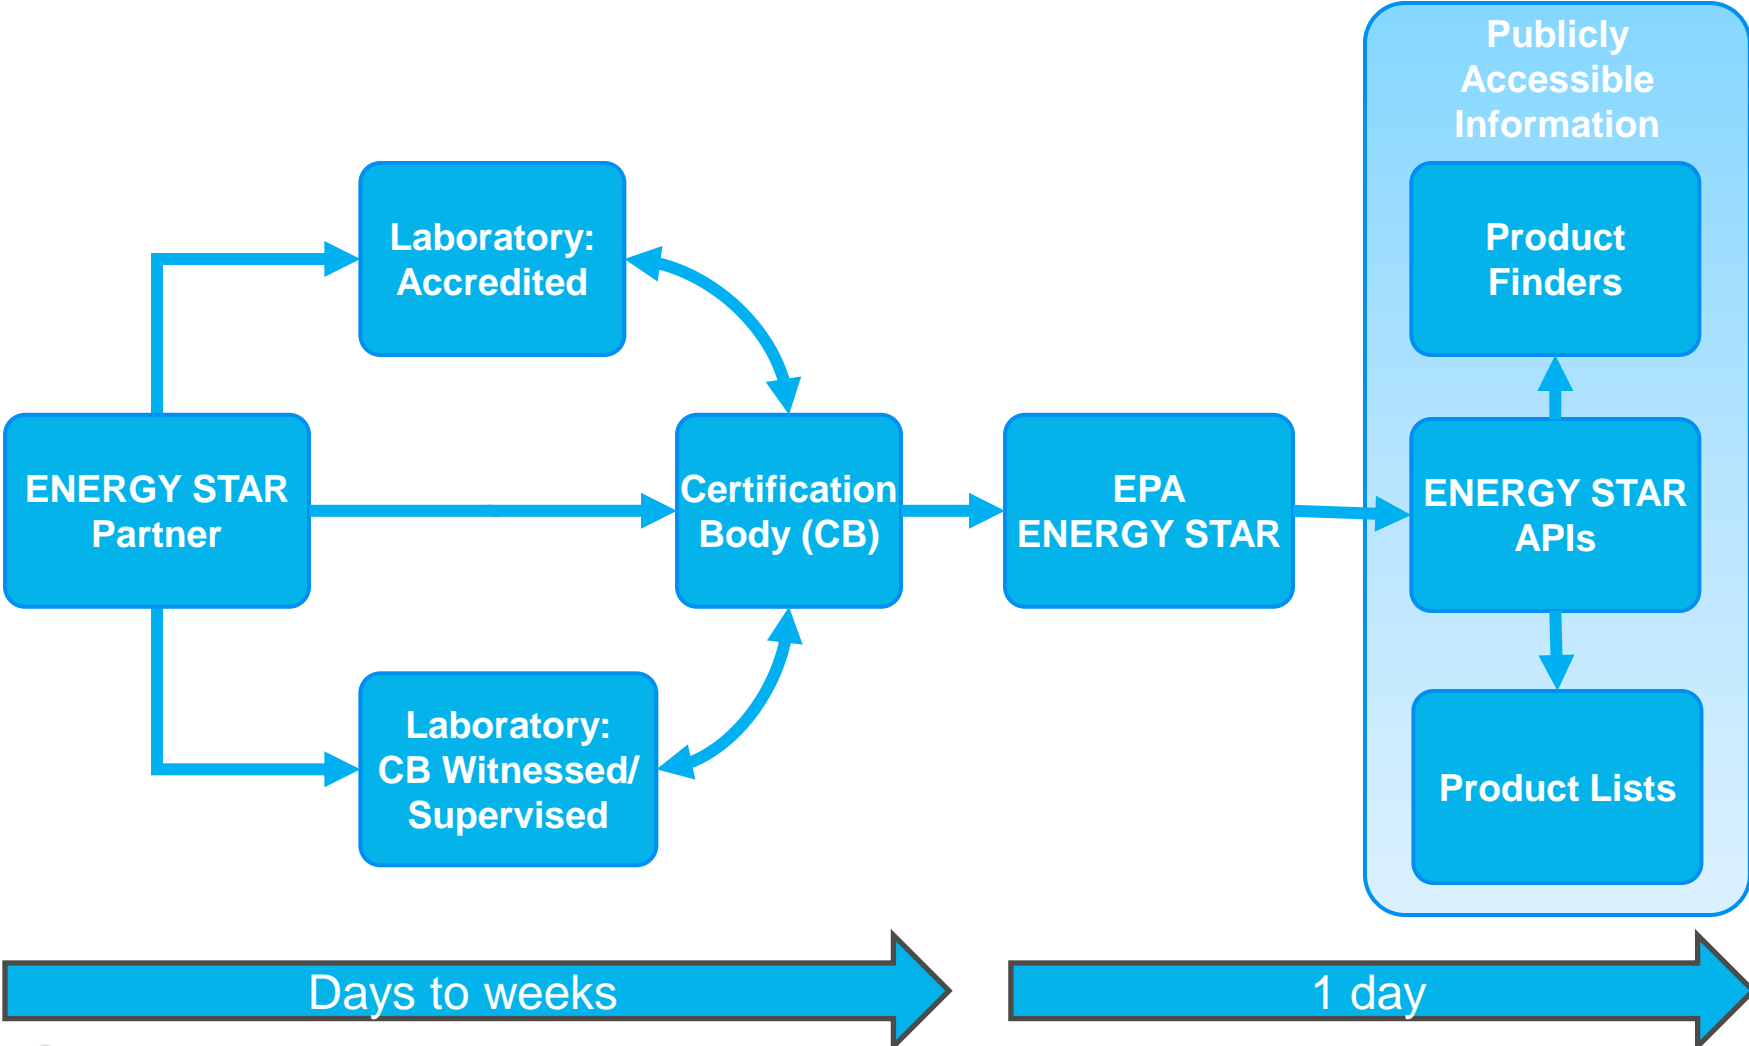 Publicly
Accessible
Information
Laboratory:
Accredited
Product
Finders
ENERGY STAR
Partner
Certification
Body (CB)
EPA
ENERGY STAR
ENERGY STAR
APIs
Laboratory:
CB Witnessed/
Supervised
Product Lists
Days to weeks
1 day